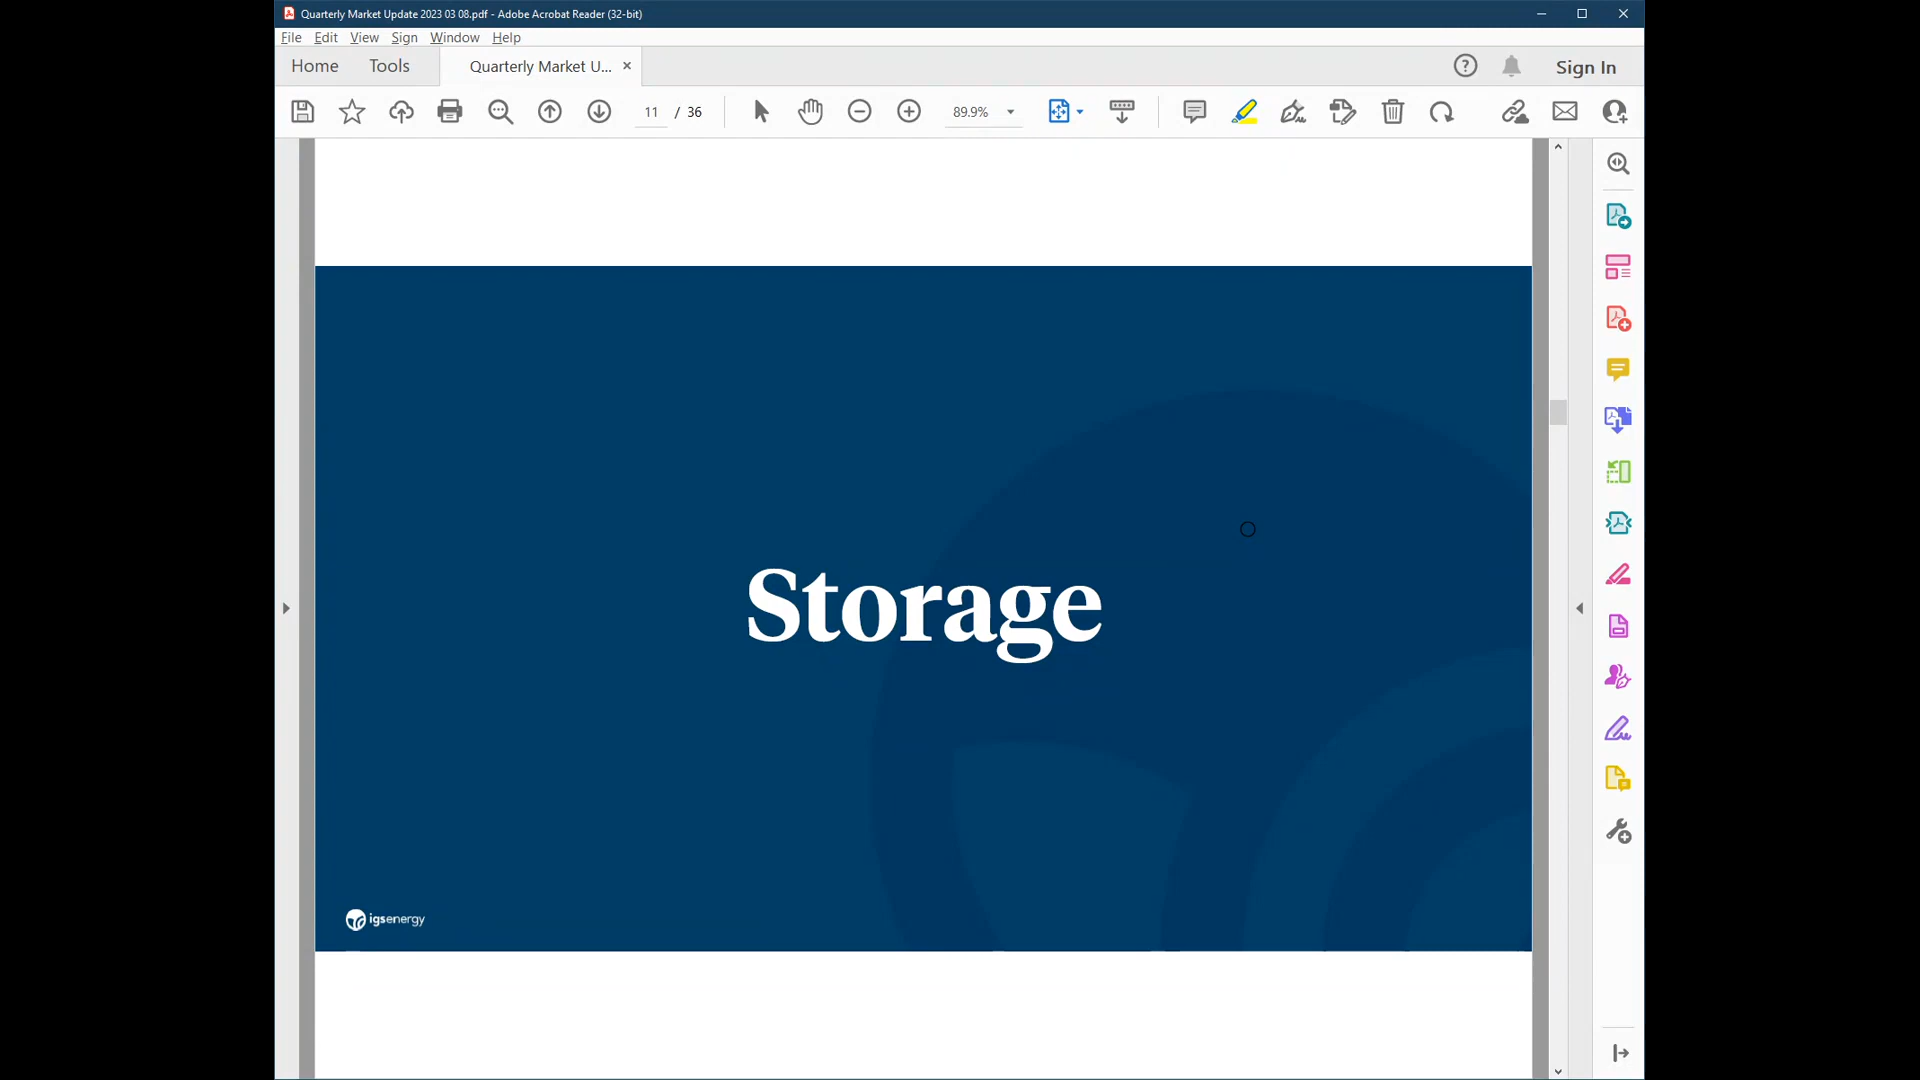 Quarterly Market Update 2023 03 08.pdf - Adobe Acrobat Reader (32-bit)
File Edit View Sign Window Help
Home Tools Quarterly Market U... × Sign In
11 / 36 89.9%
Storage
igsenergy